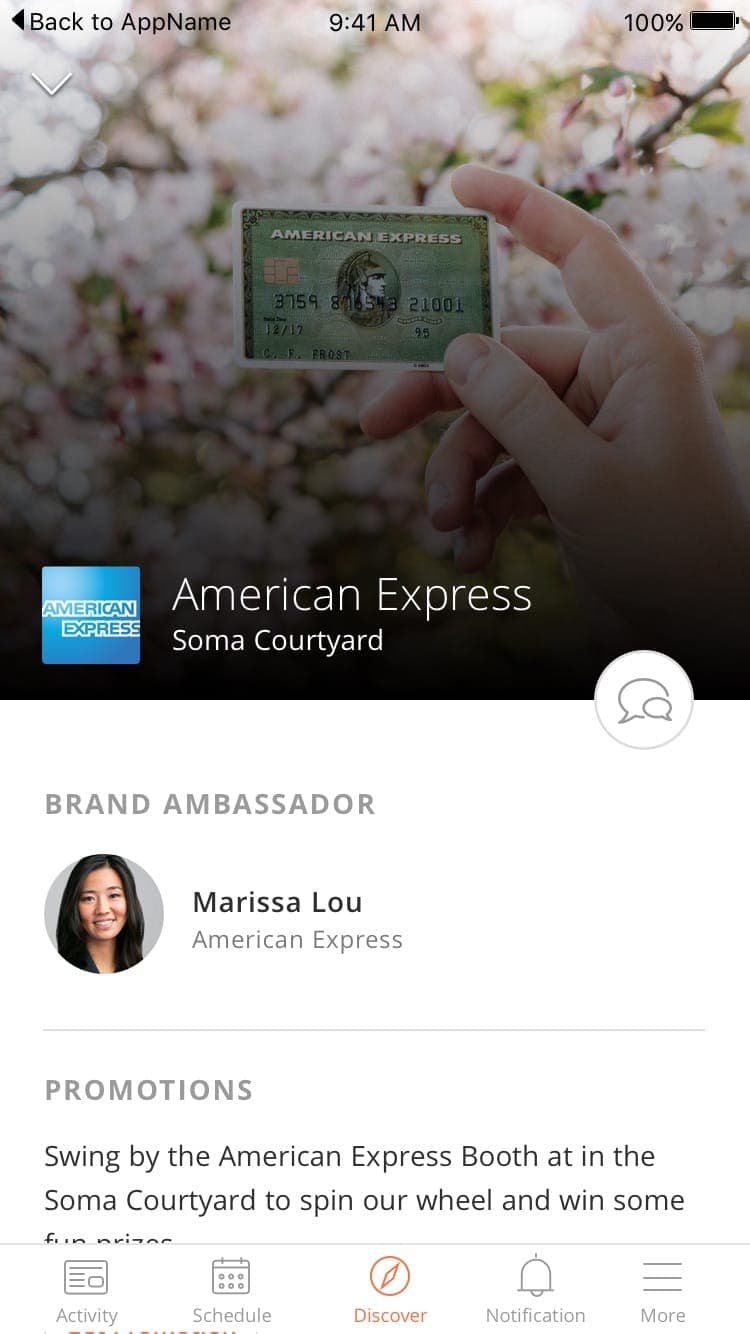 Back to AppName
9:41 AM
100%
AMERICAN EXPRESS
3759 876543 21001
12/17
95
C. F. FROST
AMERICAN
EXPRESS
American Express
Soma Courtyard
BRAND AMBASSADOR
Marissa Lou
American Express
PROMOTIONS
Swing by the American Express Booth at in the
Soma Courtyard to spin our wheel and win some
fun prizes
Activity
Schedule
Discover
Notification
More